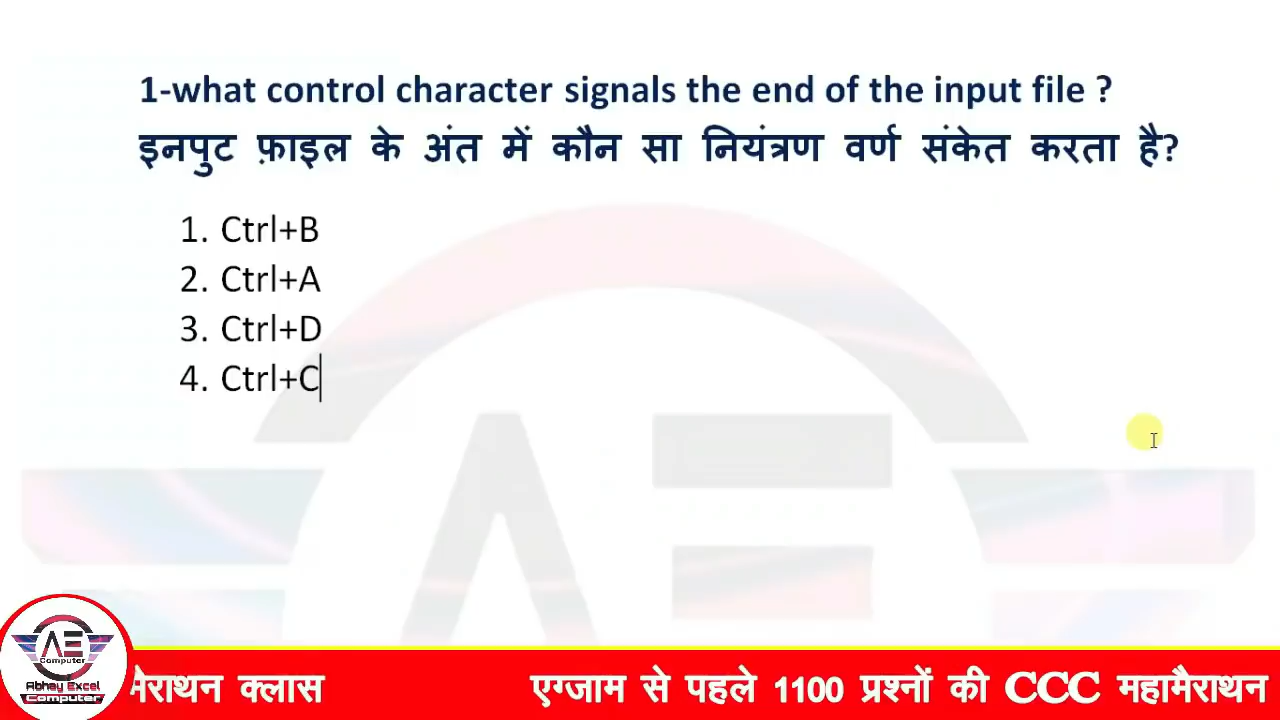 1-what control character signals the end of the input file ?
इनपुट फ़ाइल के अंत में कौन सा नियंत्रण वर्ण संकेत करता है?
1. Ctrl+B
2. Ctrl+A
3. Ctrl+D
4. Ctrl+C
AE
Computer
Abhay Excel
Computer
मैराथन क्लास एग्जाम से पहले 1100 प्रश्नों की CCC महामैराथन